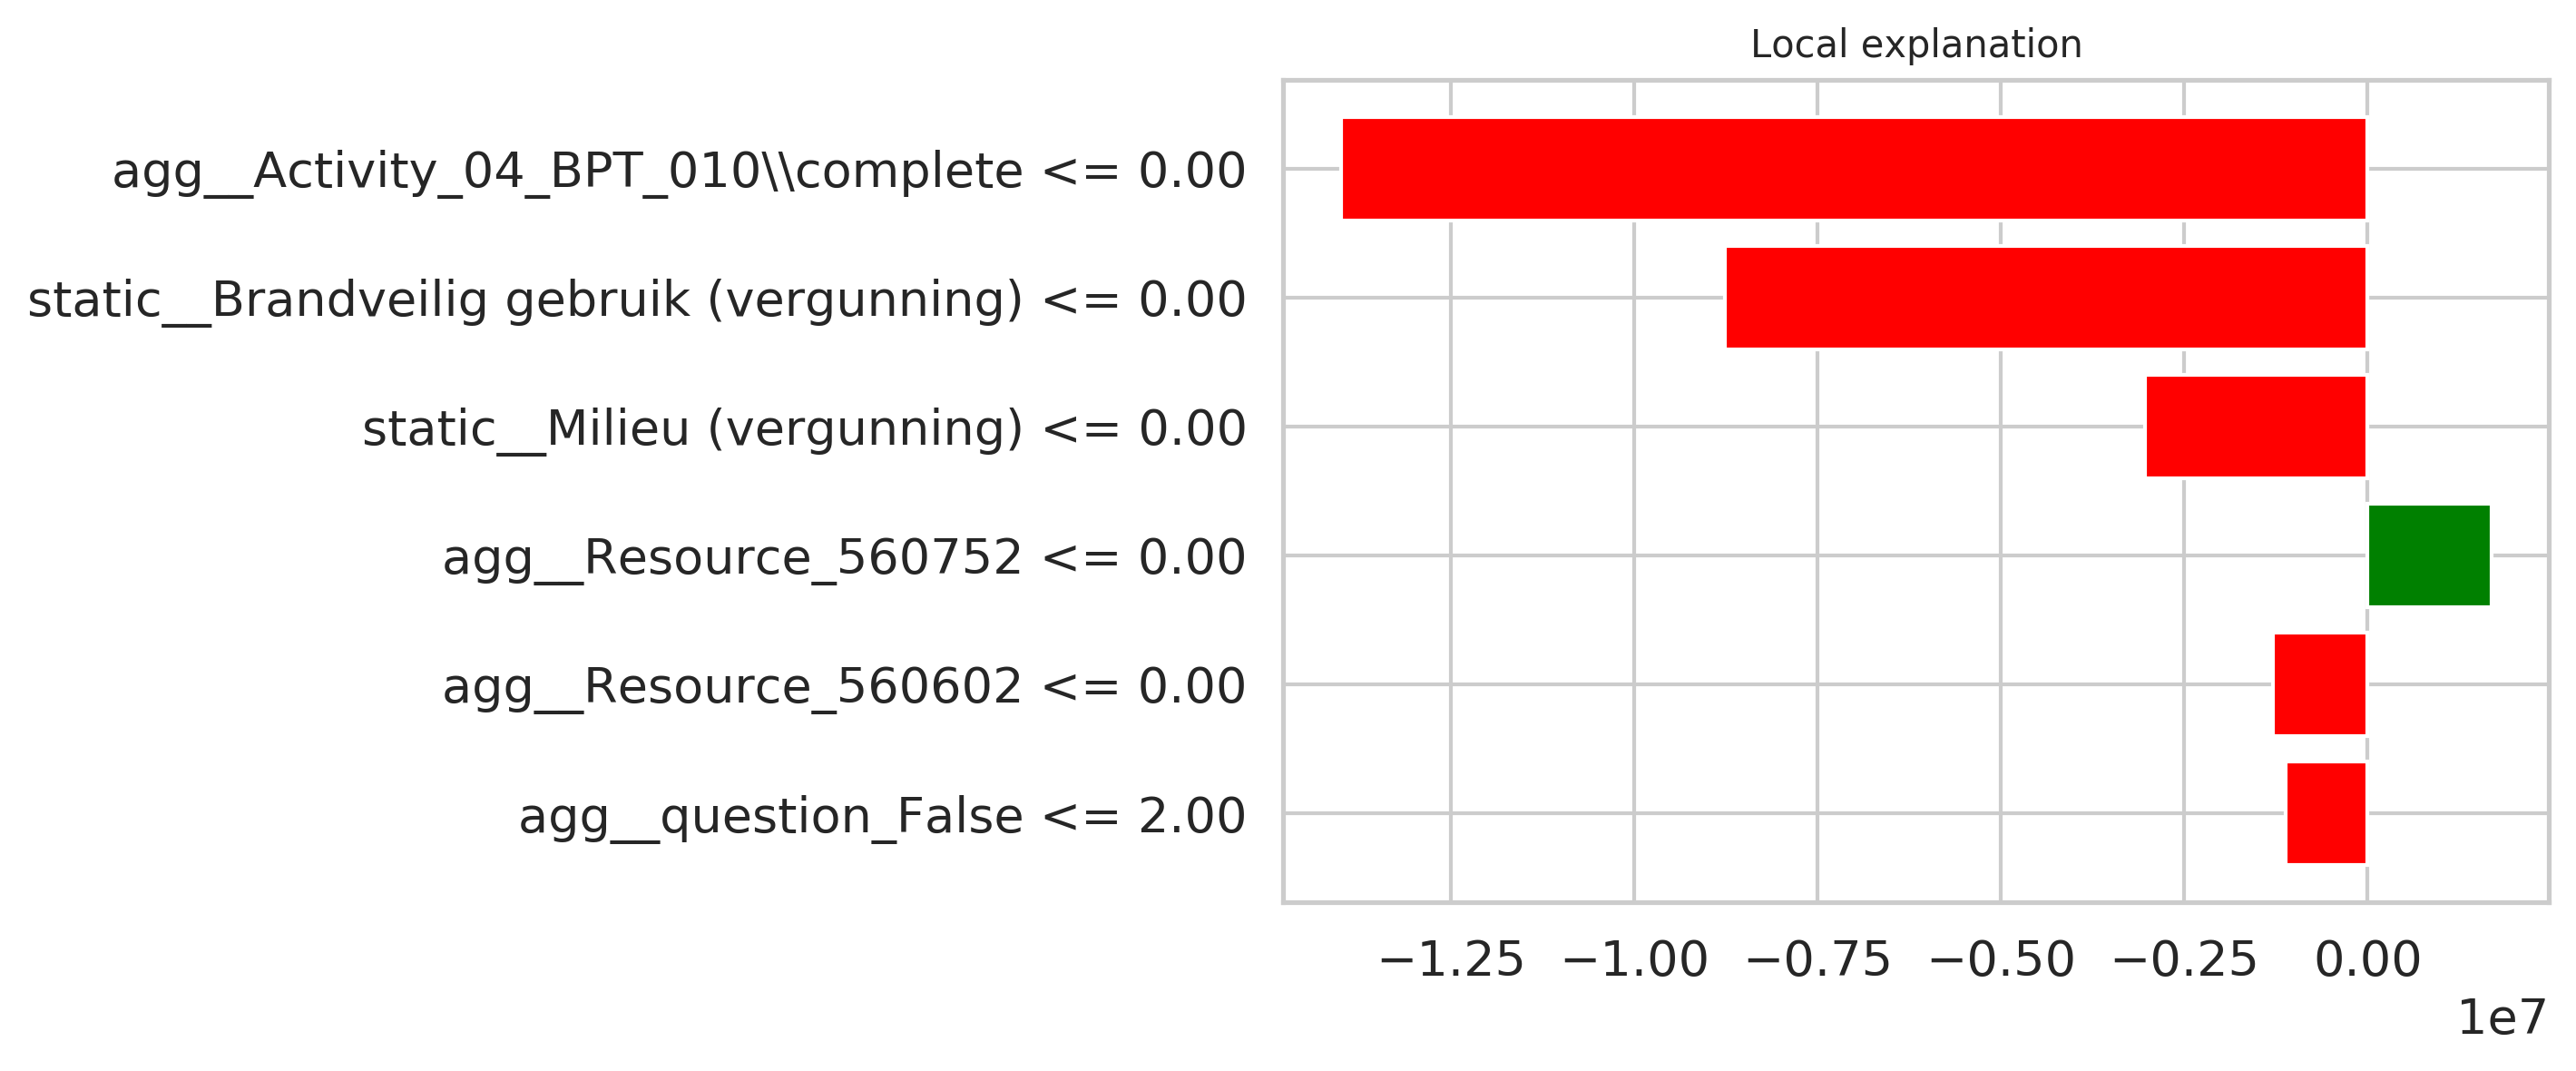 Local explanation
agg__Activity_04_BPT_010\\complete <= 0.00
static__Brandveilig gebruik (vergunning) <= 0.00
static__Milieu (vergunning) <= 0.00
agg__Resource_560752 <= 0.00
agg__Resource_560602 <= 0.00
agg__question_False <= 2.00
−1.25 −1.00 −0.75 −0.50 −0.25 0.00
1e7